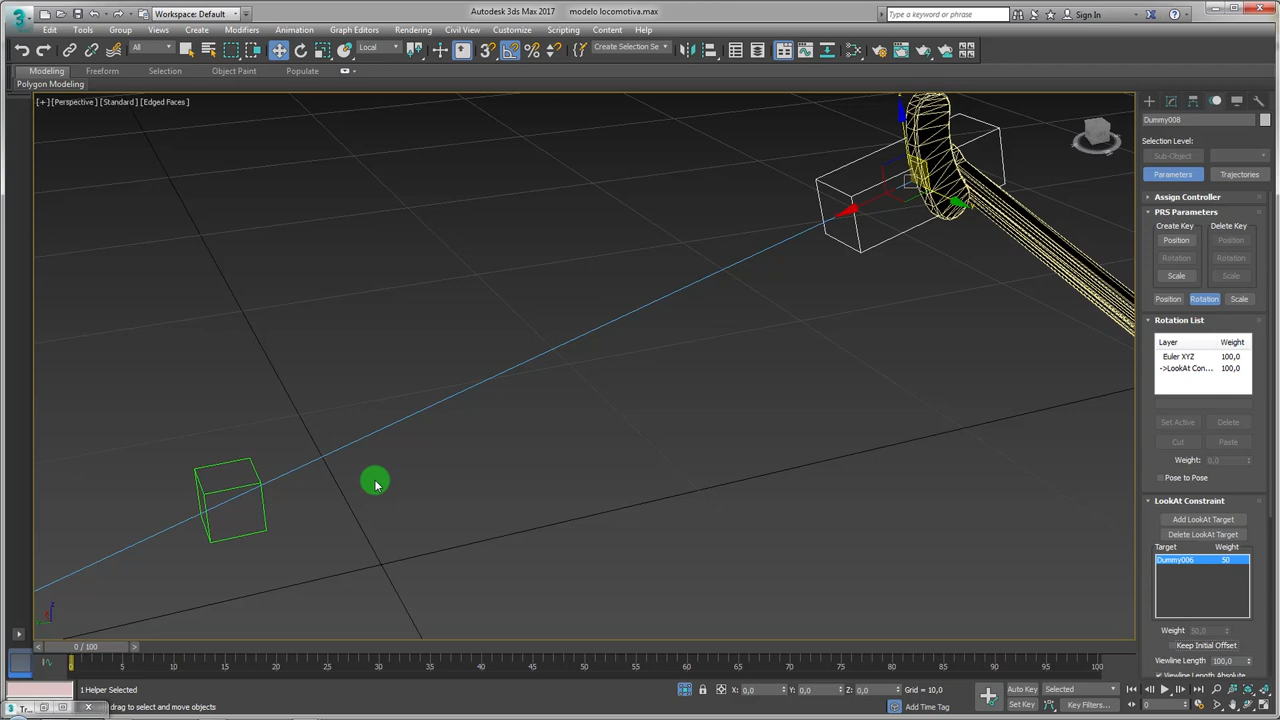 Workspace: Default
Autodesk 3ds Max 2017 modelo locomotiva.max
Type a keyword or phrase
Sign In
Edit Tools Group Views Create Modifiers Animation Graph Editors Rendering Civil View Customize Scripting Content Help
All
Local
Create Selection Se
Modeling Freeform Selection Object Paint Populate
Polygon Modeling
[+] [Perspective] [Standard] [Edged Faces]
Dummy008
Selection Level:
Sub-Object
Parameters Trajectories
Assign Controller
PRS Parameters
Create Key Delete Key
Position Position
Rotation Rotation
Scale Scale
Position Rotation Scale
Rotation List
Layer Weight
Euler XYZ 100,0
->LookAt Con... 100,0
Set Active Delete
Cut Paste
Weight: 0,0
Pose to Pose
LookAt Constraint
Add LookAt Target
Delete LookAt Target
Target Weight
Dummy006 50
Weight 50,0
Keep Initial Offset
Viewline Length 100,0
Viewline Length Absolute
0 / 100
0 5 10 15 20 25 30 35 40 45 50 55 60 65 70 75 80 85 90 95 100
1 Helper Selected
X: 0,0 Y: 0,0 Z: 0,0 Grid = 10,0
Auto Key Selected
Tr...
drag to select and move objects
Add Time Tag
Set Key Key Filters...
0